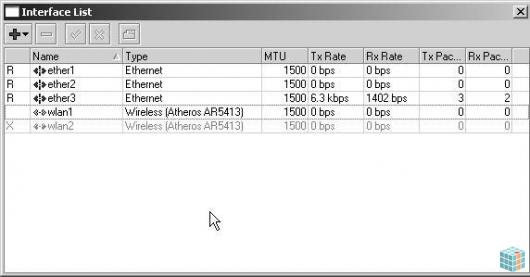 Interface List
Name Type MTU Tx Rate Rx Rate Tx Pac... Rx Pac...
R ether1 Ethernet 1500 0 bps 0 bps 0 0
R ether2 Ethernet 1500 0 bps 0 bps 0 0
R ether3 Ethernet 1500 6.3 kbps 1402 bps 3 2
wlan1 Wireless (Atheros AR5413) 1500 0 bps 0 bps 0 0
X wlan2 Wireless (Atheros AR5413) 1500 0 bps 0 bps 0 0